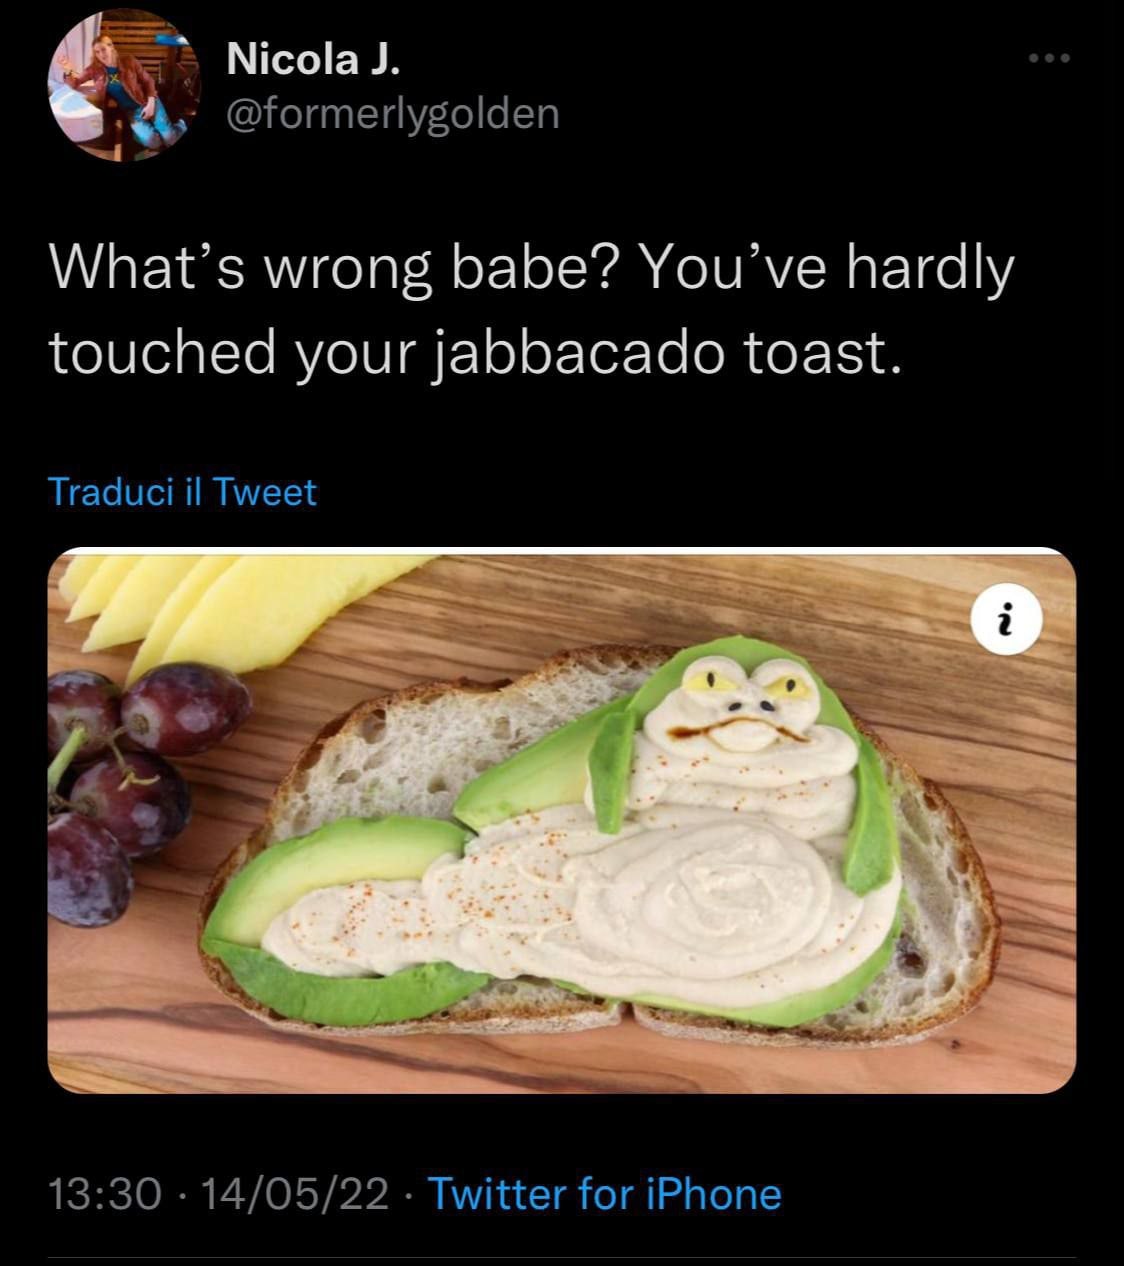 Nicola J.
@formerlygolden
What’s wrong babe? You’ve hardly
touched your jabbacado toast.
Traduci il Tweet
i
13:30 · 14/05/22 · Twitter for iPhone